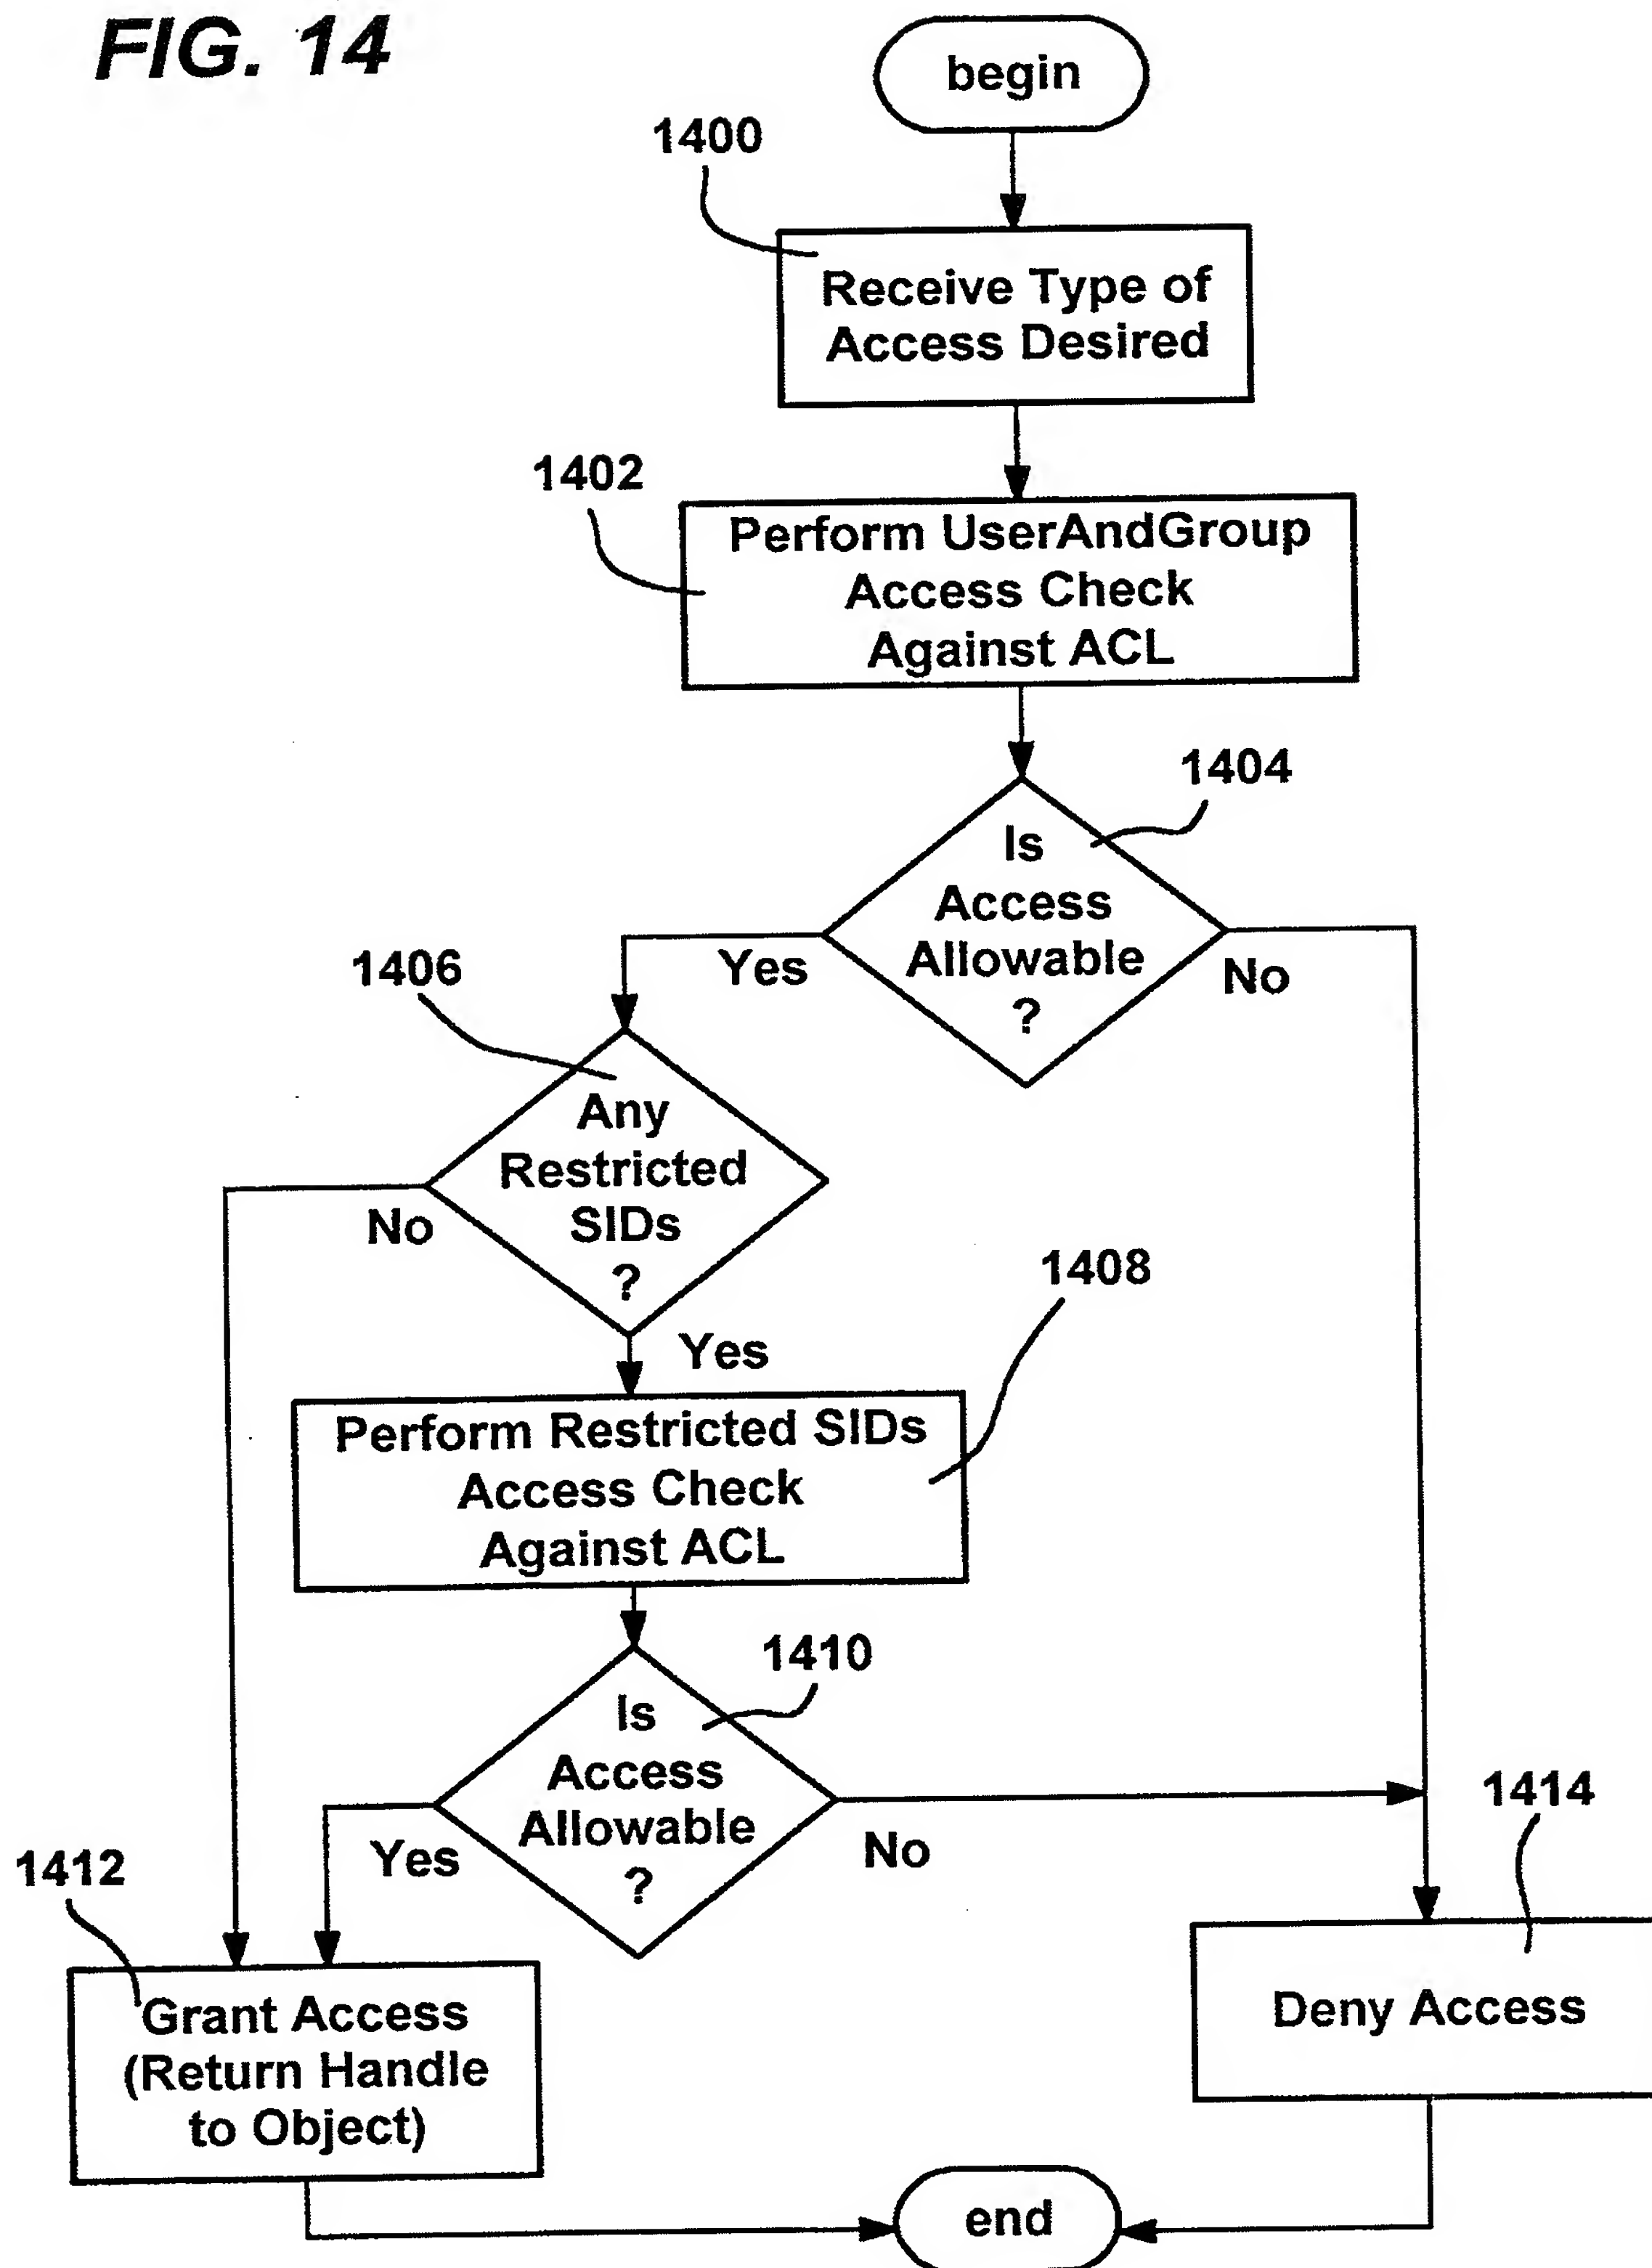 FIG. 14
begin
1400
Receive Type of
Access Desired
1402
Perform UserAndGroup
Access Check
Against ACL
1404
Is
Access
Allowable
?
Yes
No
1406
Any
Restricted
SIDs
?
No
Yes
1408
Perform Restricted SIDs
Access Check
Against ACL
1410
Is
Access
Allowable
?
Yes
No
1412
Grant Access
(Return Handle
to Object)
1414
Deny Access
end